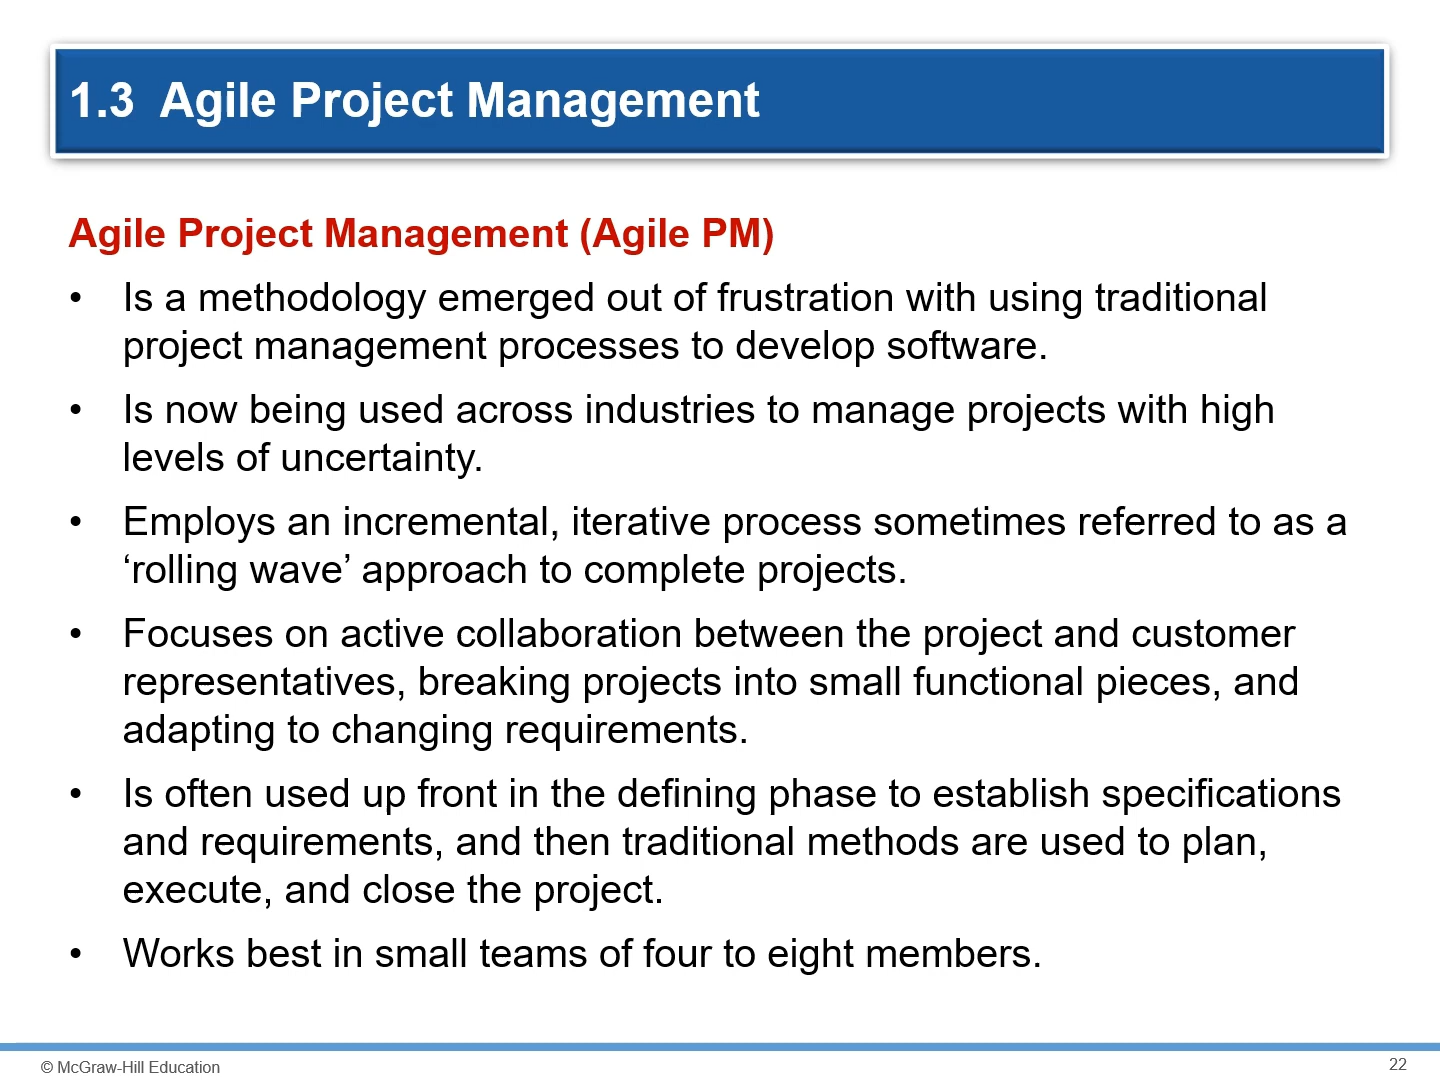 1.3  Agile Project Management
Agile Project Management (Agile PM)
• Is a methodology emerged out of frustration with using traditional
project management processes to develop software.
• Is now being used across industries to manage projects with high
levels of uncertainty.
• Employs an incremental, iterative process sometimes referred to as a
‘rolling wave’ approach to complete projects.
• Focuses on active collaboration between the project and customer
representatives, breaking projects into small functional pieces, and
adapting to changing requirements.
• Is often used up front in the defining phase to establish specifications
and requirements, and then traditional methods are used to plan,
execute, and close the project.
• Works best in small teams of four to eight members.
© McGraw-Hill Education
22